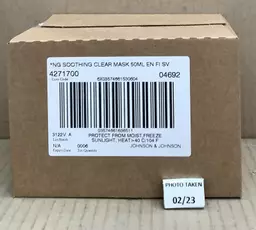 *NG SOOTHING CLEAR MASK 50ML EN FI SV
4271700
04692
3122V A
PROTECT FROM MOIST,FREEZE
SUNLIGHT, HEAT>40 C/104 F
N/A
0006
JOHNSON & JOHNSON
PHOTO TAKEN
02/23